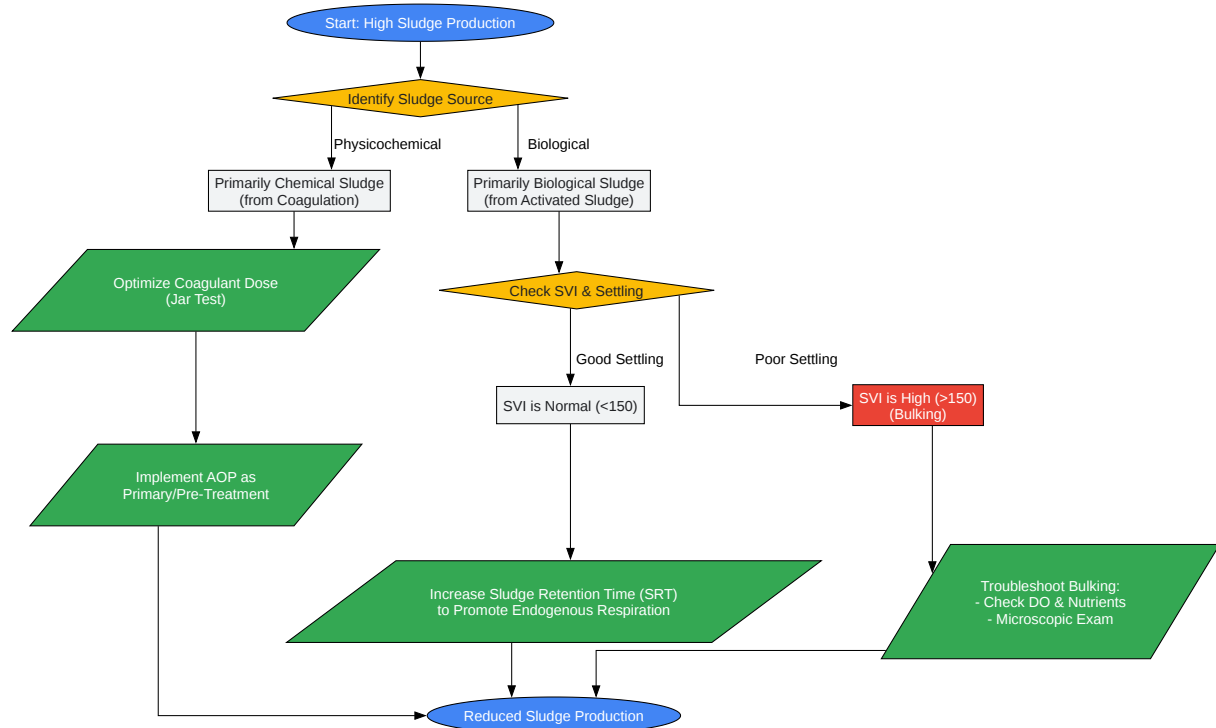 Start: High Sludge Production
Identify Sludge Source
Physicochemical
Biological
Primarily Chemical Sludge
(from Coagulation)
Primarily Biological Sludge
(from Activated Sludge)
Optimize Coagulant Dose
(Jar Test)
Check SVI & Settling
Good Settling
Poor Settling
SVI is Normal (<150)
SVI is High (>150)
(Bulking)
Implement AOP as
Primary/Pre-Treatment
Increase Sludge Retention Time (SRT)
to Promote Endogenous Respiration
Troubleshoot Bulking:
- Check DO & Nutrients
- Microscopic Exam
Reduced Sludge Production